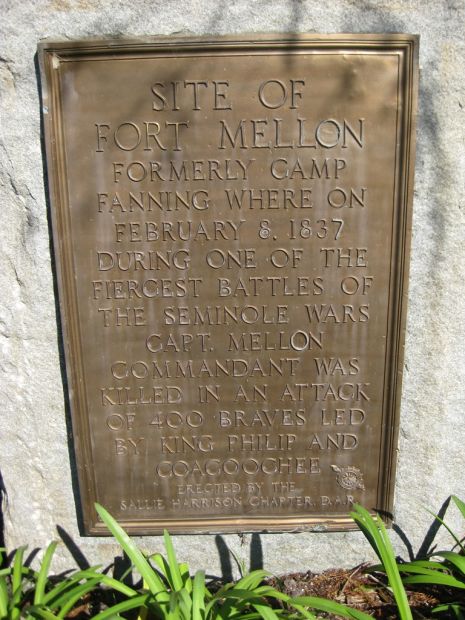 SITE OF
FORT MELLON
FORMERLY CAMP
FANNING WHERE ON
FEBRUARY 8, 1837
DURING ONE OF THE
FIERCEST BATTLES OF
THE SEMINOLE WARS
CAPT. MELLON
COMMANDANT WAS
KILLED IN AN ATTACK
OF 400 BRAVES LED
BY KING PHILIP AND
COACOOCHEE
ERECTED BY THE
SALLIE HARRISON CHAPTER, D.A.R.